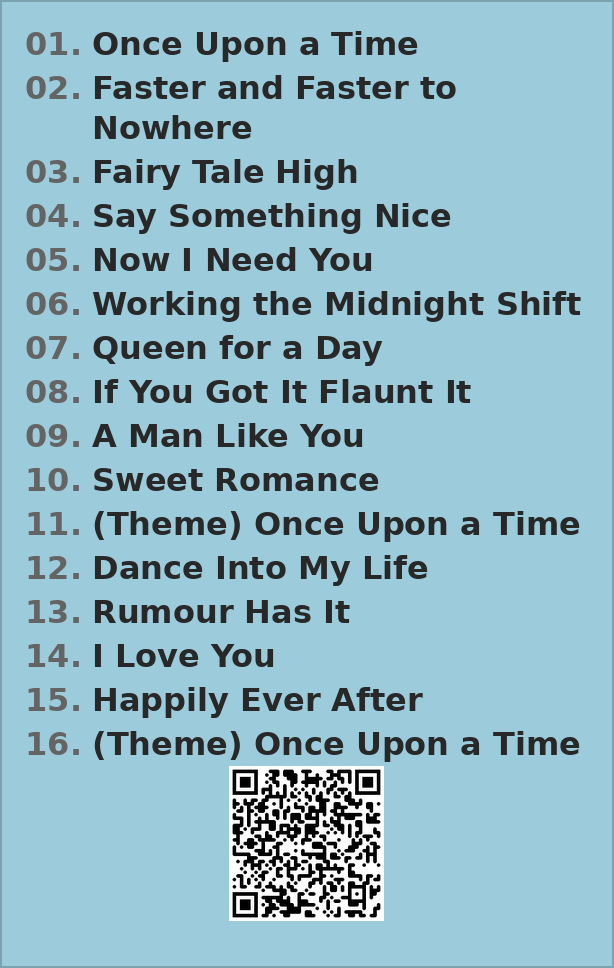 01. Once Upon a Time
02. Faster and Faster to
Nowhere
03. Fairy Tale High
04. Say Something Nice
05. Now I Need You
06. Working the Midnight Shift
07. Queen for a Day
08. If You Got It Flaunt It
09. A Man Like You
10. Sweet Romance
11. (Theme) Once Upon a Time
12. Dance Into My Life
13. Rumour Has It
14. I Love You
15. Happily Ever After
16. (Theme) Once Upon a Time